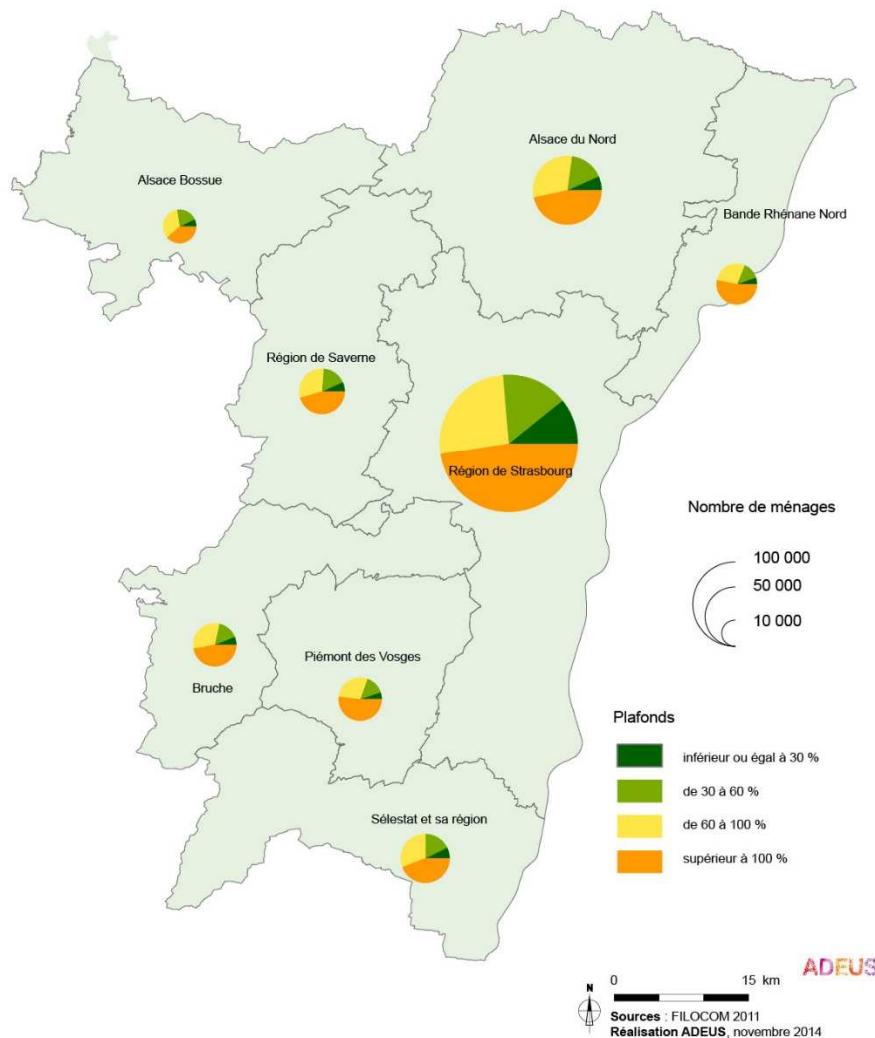 Alsace du Nord
Alsace Bossue
Bande Rhénane Nord
Région de Saverne
Région de Strasbourg
Nombre de ménages
100 000
50 000
10 000
Piémont des Vosges
Bruche
Plafonds
inférieur ou égal à 30 %
de 30 à 60 %
de 60 à 100 %
supérieur à 100 %
Sélestat et sa région
ADEUS
0 15 km
N
Sources : FILOCOM 2011
Réalisation ADEUS, novembre 2014